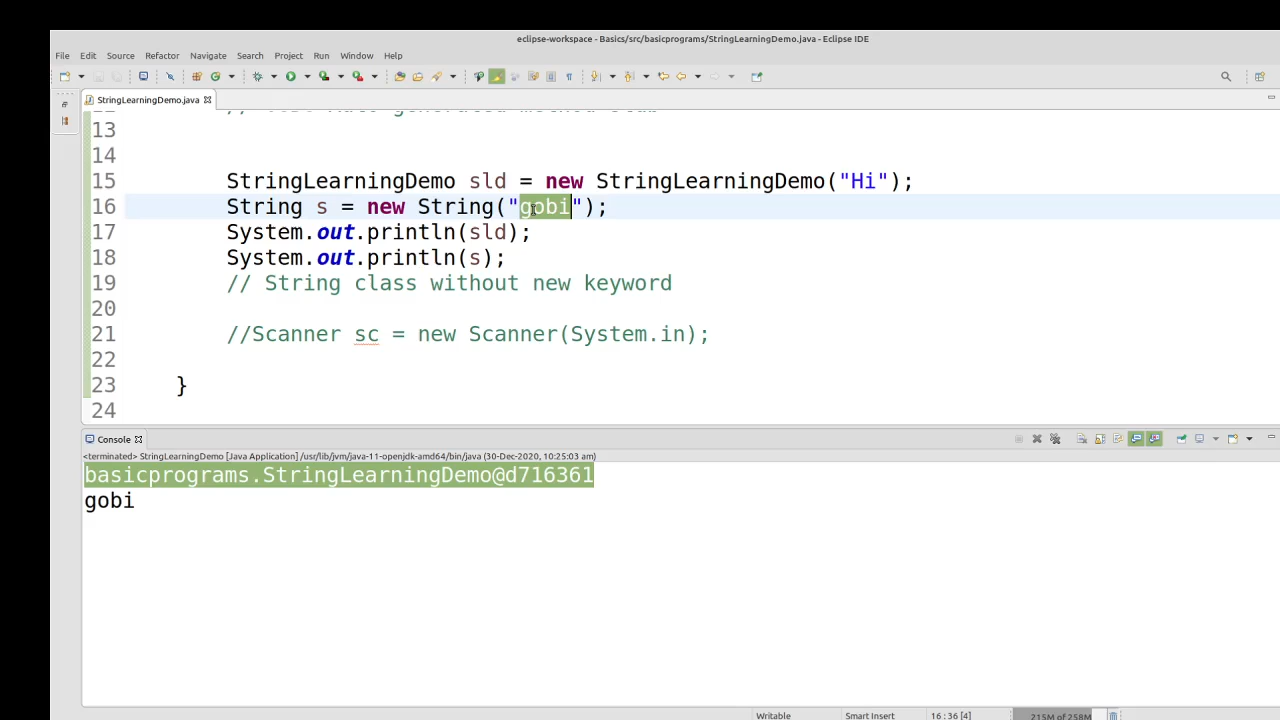 eclipse-workspace - Basics/src/basicprograms/StringLearningDemo.java - Eclipse IDE
File Edit Source Refactor Navigate Search Project Run Window Help
StringLearningDemo.java
13
14
15 StringLearningDemo sld = new StringLearningDemo("Hi");
16 String s = new String("gobi");
17 System.out.println(sld);
18 System.out.println(s);
19 // String class without new keyword
20
21 //Scanner sc = new Scanner(System.in);
22
23 }
24
Console
<terminated> StringLearningDemo [Java Application] /usr/lib/jvm/java-11-openjdk-amd64/bin/java (30-Dec-2020, 10:25:03 am)
basicprograms.StringLearningDemo@d716361
gobi
Writable Smart Insert 16 : 36 [4] 215M of 258M